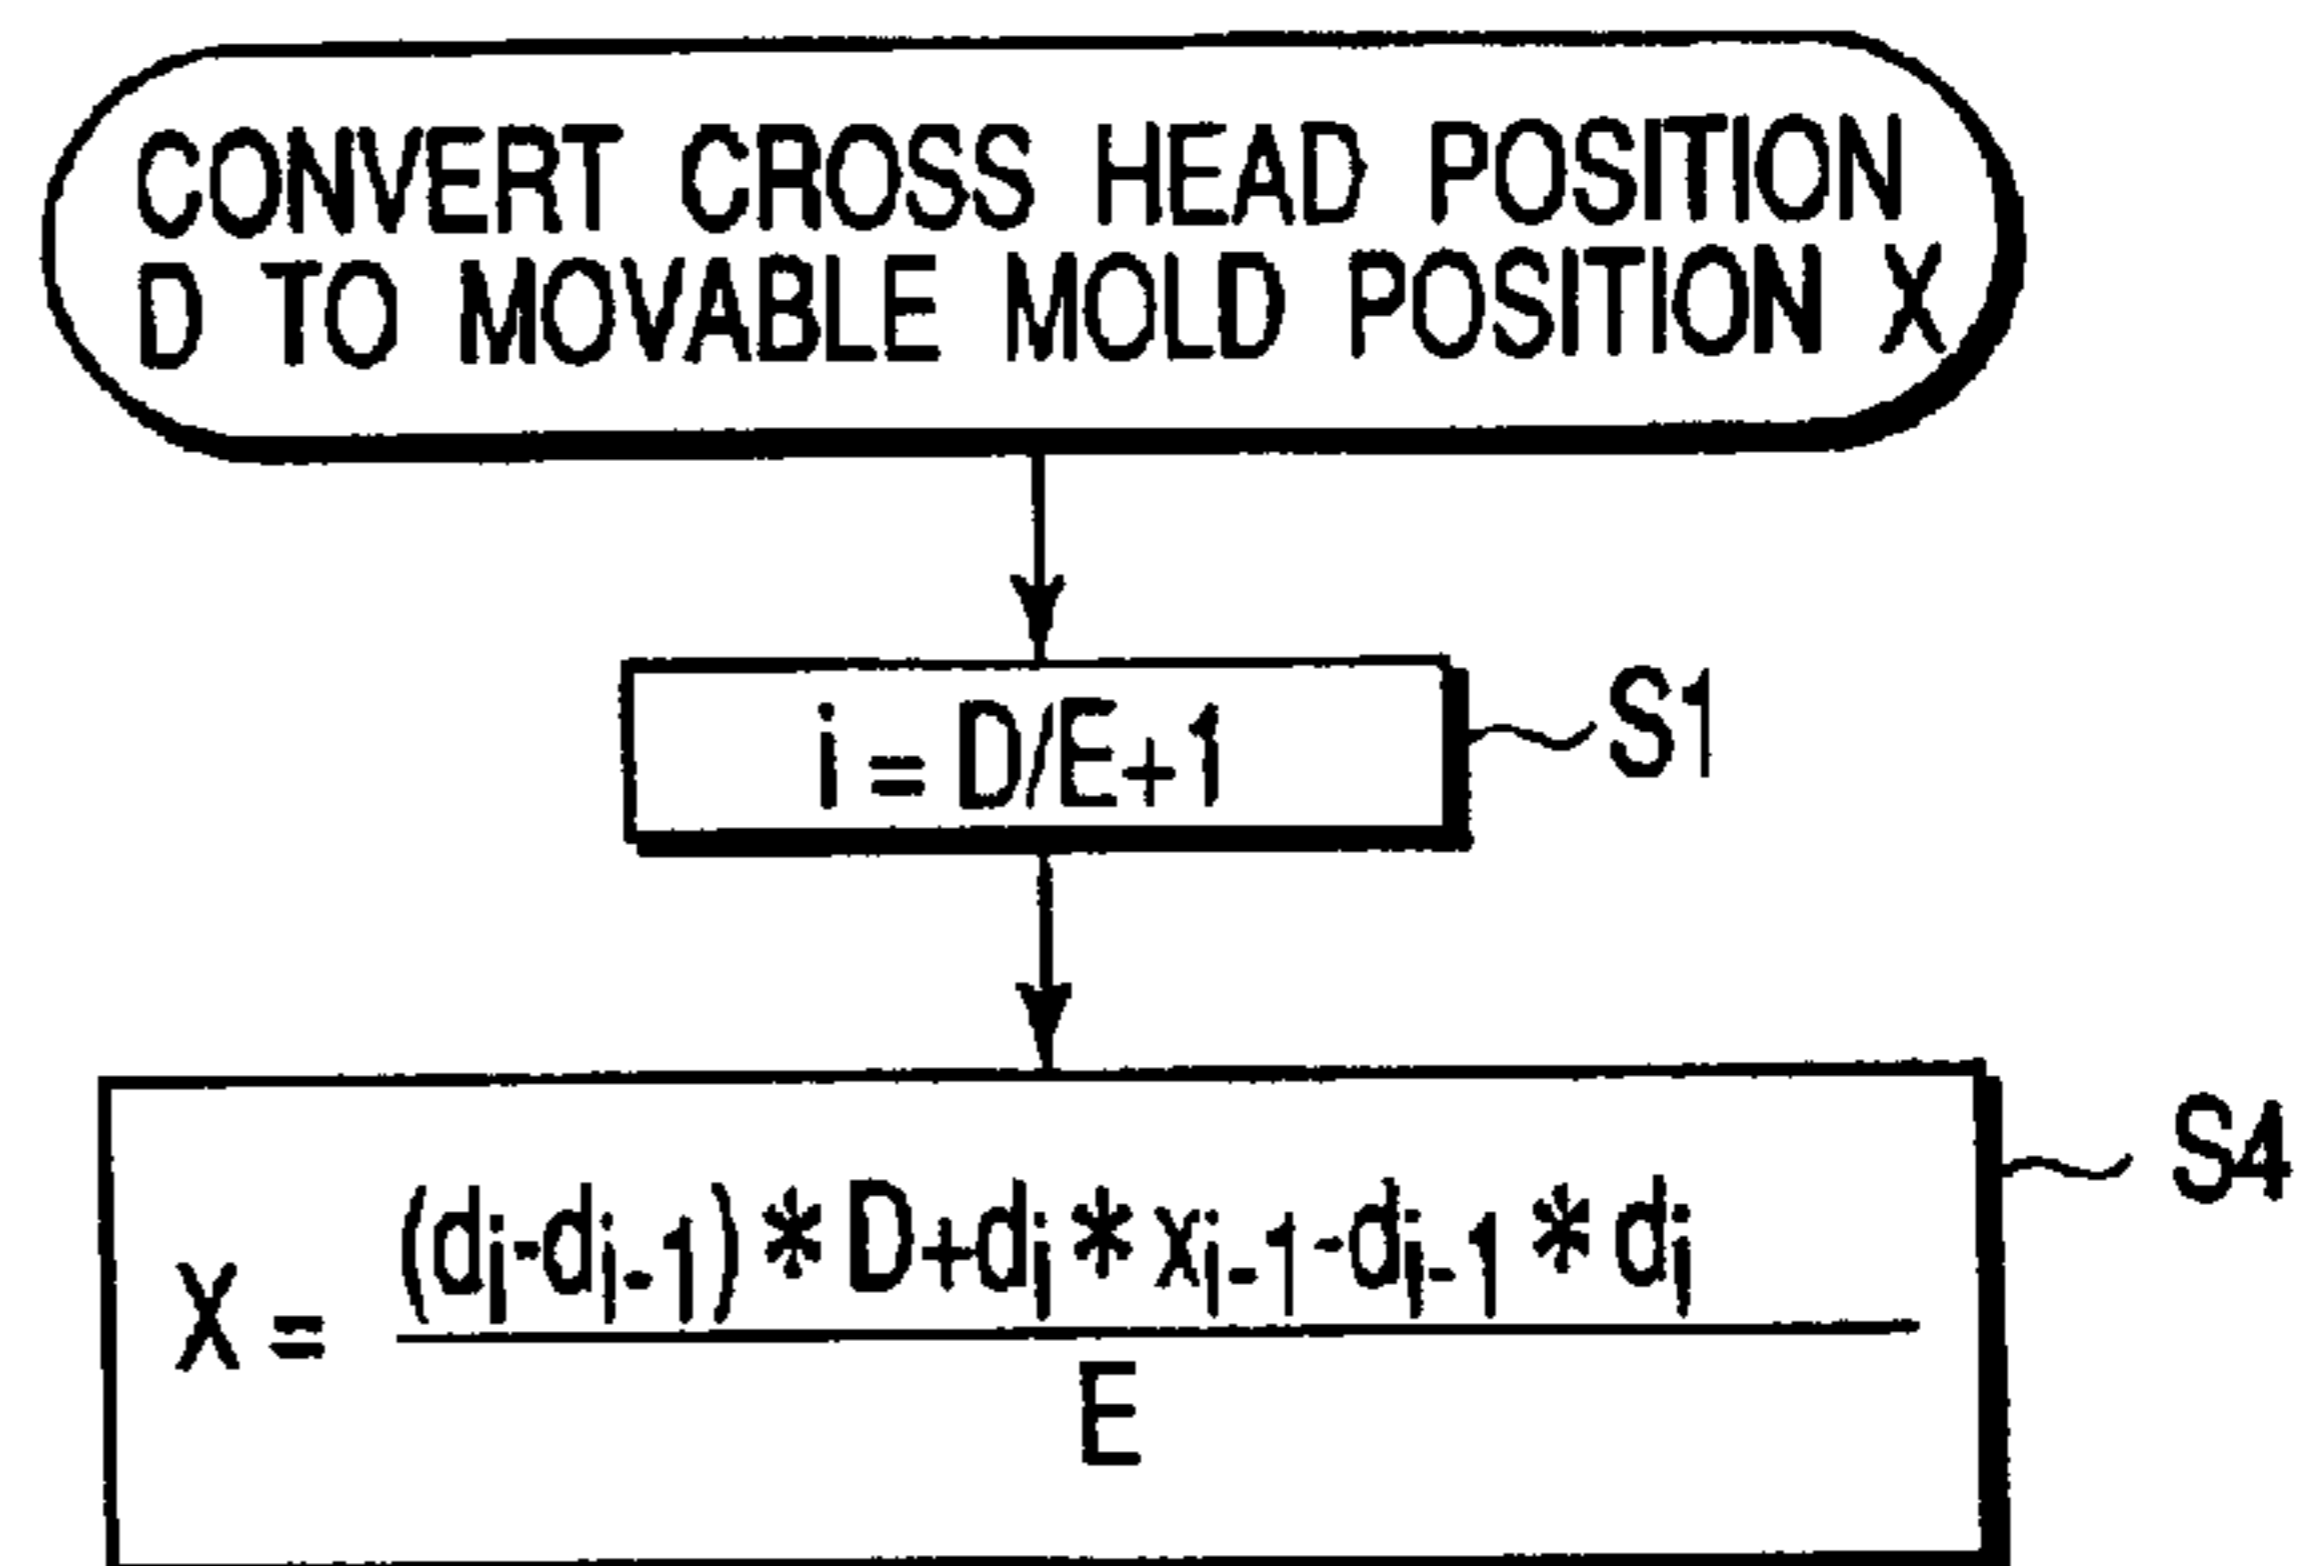 CONVERT CROSS HEAD POSITION
D TO MOVABLE MOLD POSITION X
i = D/E+1
S1
S4
X = (di-di-1)*D+di*xi-1-di-1*di
E